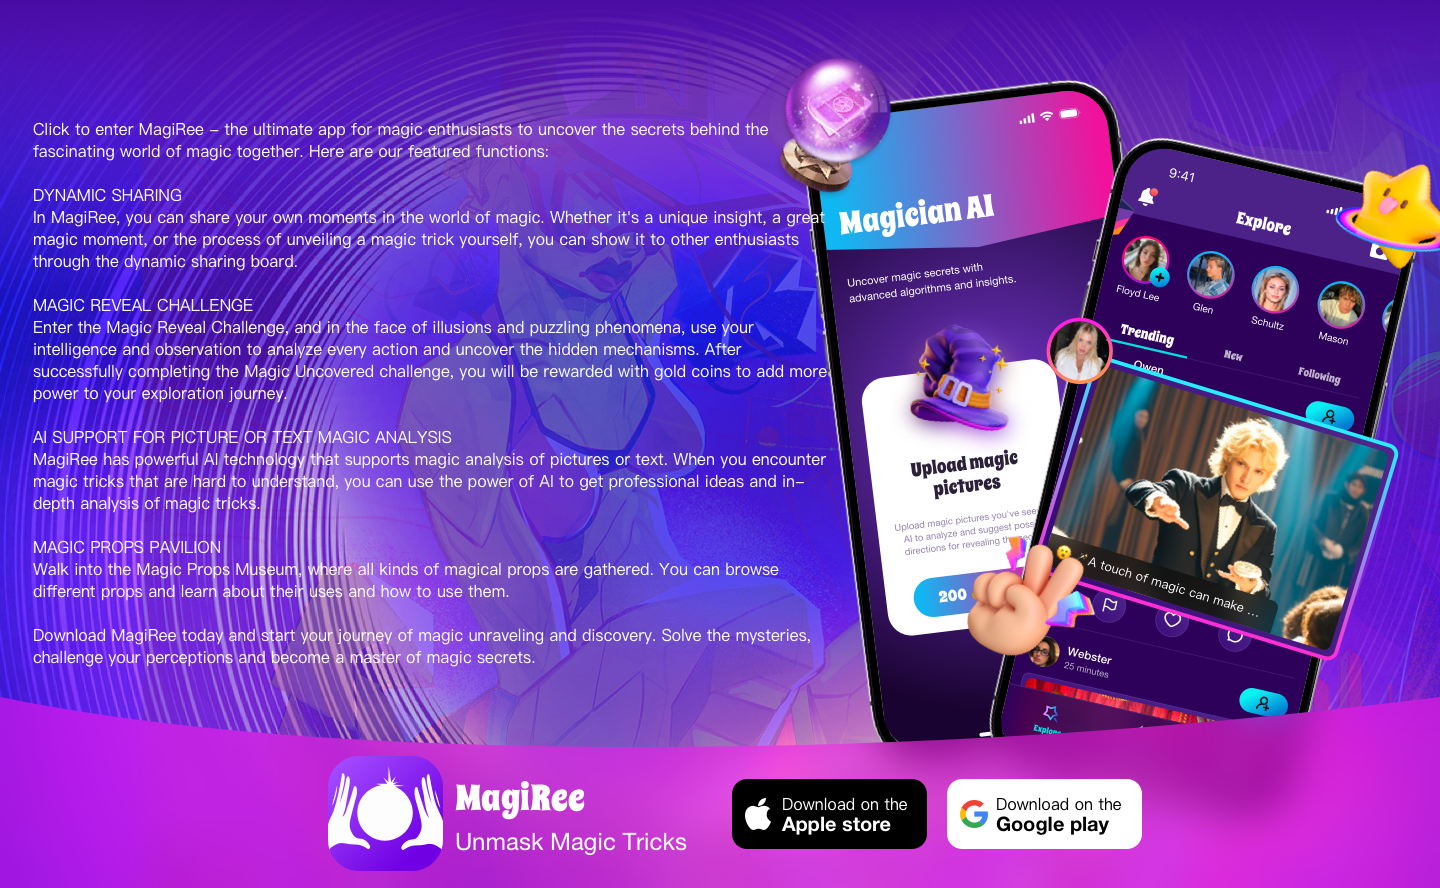 Click to enter MagiRee – the ultimate app for magic enthusiasts to uncover the secrets behind the
fascinating world of magic together. Here are our featured functions:
DYNAMIC SHARING
In MagiRee, you can share your own moments in the world of magic. Whether it's a unique insight, a great
magic moment, or the process of unveiling a magic trick yourself, you can show it to other enthusiasts
through the dynamic sharing board.
MAGIC REVEAL CHALLENGE
Enter the Magic Reveal Challenge, and in the face of illusions and puzzling phenomena, use your
intelligence and observation to analyze every action and uncover the hidden mechanisms. After
successfully completing the Magic Uncovered challenge, you will be rewarded with gold coins to add more
power to your exploration journey.
AI SUPPORT FOR PICTURE OR TEXT MAGIC ANALYSIS
MagiRee has powerful AI technology that supports magic analysis of pictures or text. When you encounter
magic tricks that are hard to understand, you can use the power of AI to get professional ideas and in–
depth analysis of magic tricks.
MAGIC PROPS PAVILION
Walk into the Magic Props Museum, where all kinds of magical props are gathered. You can browse
different props and learn about their uses and how to use them.
Download MagiRee today and start your journey of magic unraveling and discovery. Solve the mysteries,
challenge your perceptions and become a master of magic secrets.
Magician AI
Uncover magic secrets with
advanced algorithms and insights.
Upload magic
pictures
Upload magic pictures you've
AI to analyze and suggest
directions for revealing
200
9:41
Explore
Floyd Lee
Glen
Schultz
Mason
Trending
New
Following
Owen
A touch of magic can make ...
Webster
25 minutes
Explore
MagiRee
Unmask Magic Tricks
Download on the
Apple store
Download on the
Google play